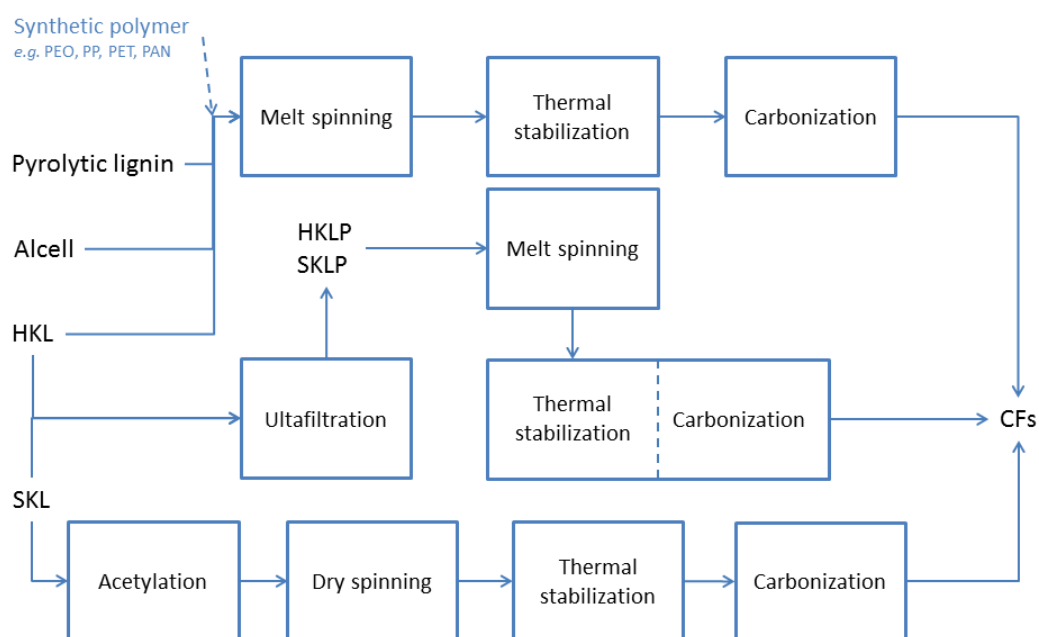 Synthetic polymer
e.g. PEO, PP, PET, PAN
Melt spinning
Thermal
stabilization
Carbonization
Pyrolytic lignin
Alcell
HKLP
SKLP
Melt spinning
HKL
Ultafiltration
Thermal
stabilization
Carbonization
CFs
SKL
Acetylation
Dry spinning
Thermal
stabilization
Carbonization